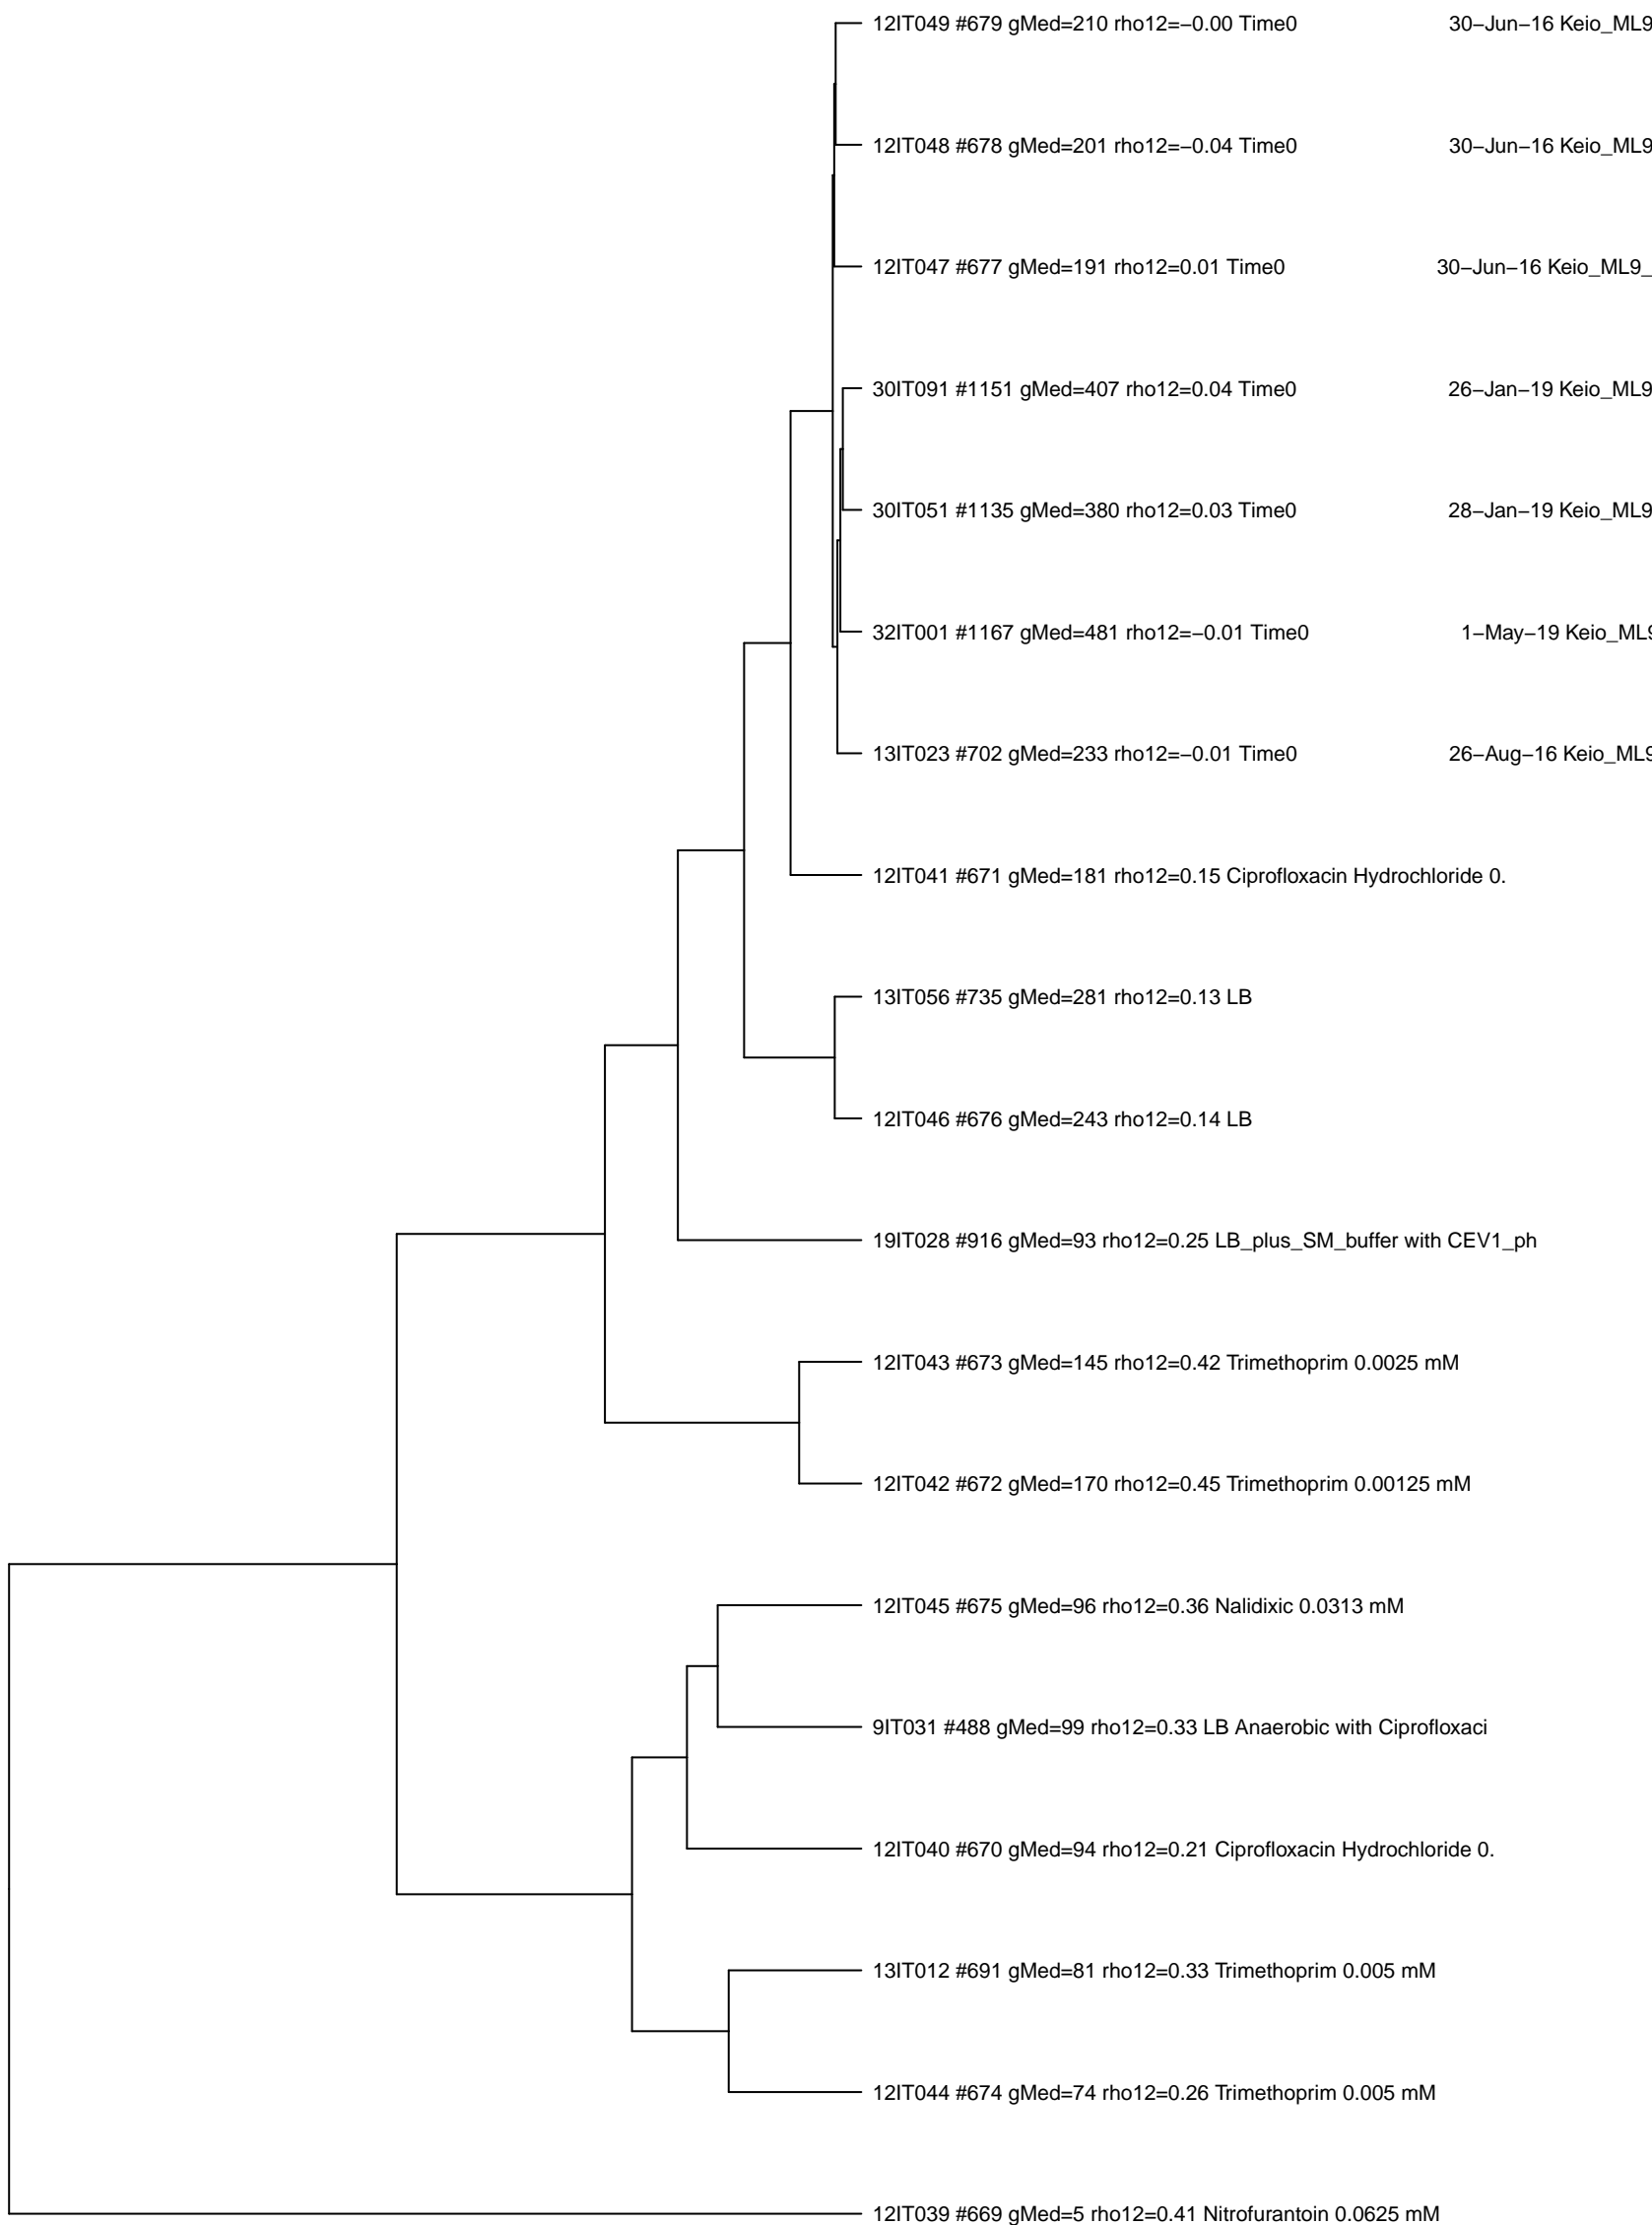 12IT049 #679 gMed=210 rho12=−0.00 Time0 30−Jun−16 Keio_ML9
12IT048 #678 gMed=201 rho12=−0.04 Time0 30−Jun−16 Keio_ML9
12IT047 #677 gMed=191 rho12=0.01 Time0 30−Jun−16 Keio_ML9_
30IT091 #1151 gMed=407 rho12=0.04 Time0 26−Jan−19 Keio_ML9
30IT051 #1135 gMed=380 rho12=0.03 Time0 28−Jan−19 Keio_ML9
32IT001 #1167 gMed=481 rho12=−0.01 Time0 1−May−19 Keio_ML9
13IT023 #702 gMed=233 rho12=−0.01 Time0 26−Aug−16 Keio_ML9
12IT041 #671 gMed=181 rho12=0.15 Ciprofloxacin Hydrochloride 0.
13IT056 #735 gMed=281 rho12=0.13 LB
12IT046 #676 gMed=243 rho12=0.14 LB
19IT028 #916 gMed=93 rho12=0.25 LB_plus_SM_buffer with CEV1_ph
12IT043 #673 gMed=145 rho12=0.42 Trimethoprim 0.0025 mM
12IT042 #672 gMed=170 rho12=0.45 Trimethoprim 0.00125 mM
12IT045 #675 gMed=96 rho12=0.36 Nalidixic 0.0313 mM
9IT031 #488 gMed=99 rho12=0.33 LB Anaerobic with Ciprofloxaci
12IT040 #670 gMed=94 rho12=0.21 Ciprofloxacin Hydrochloride 0.
13IT012 #691 gMed=81 rho12=0.33 Trimethoprim 0.005 mM
12IT044 #674 gMed=74 rho12=0.26 Trimethoprim 0.005 mM
12IT039 #669 gMed=5 rho12=0.41 Nitrofurantoin 0.0625 mM